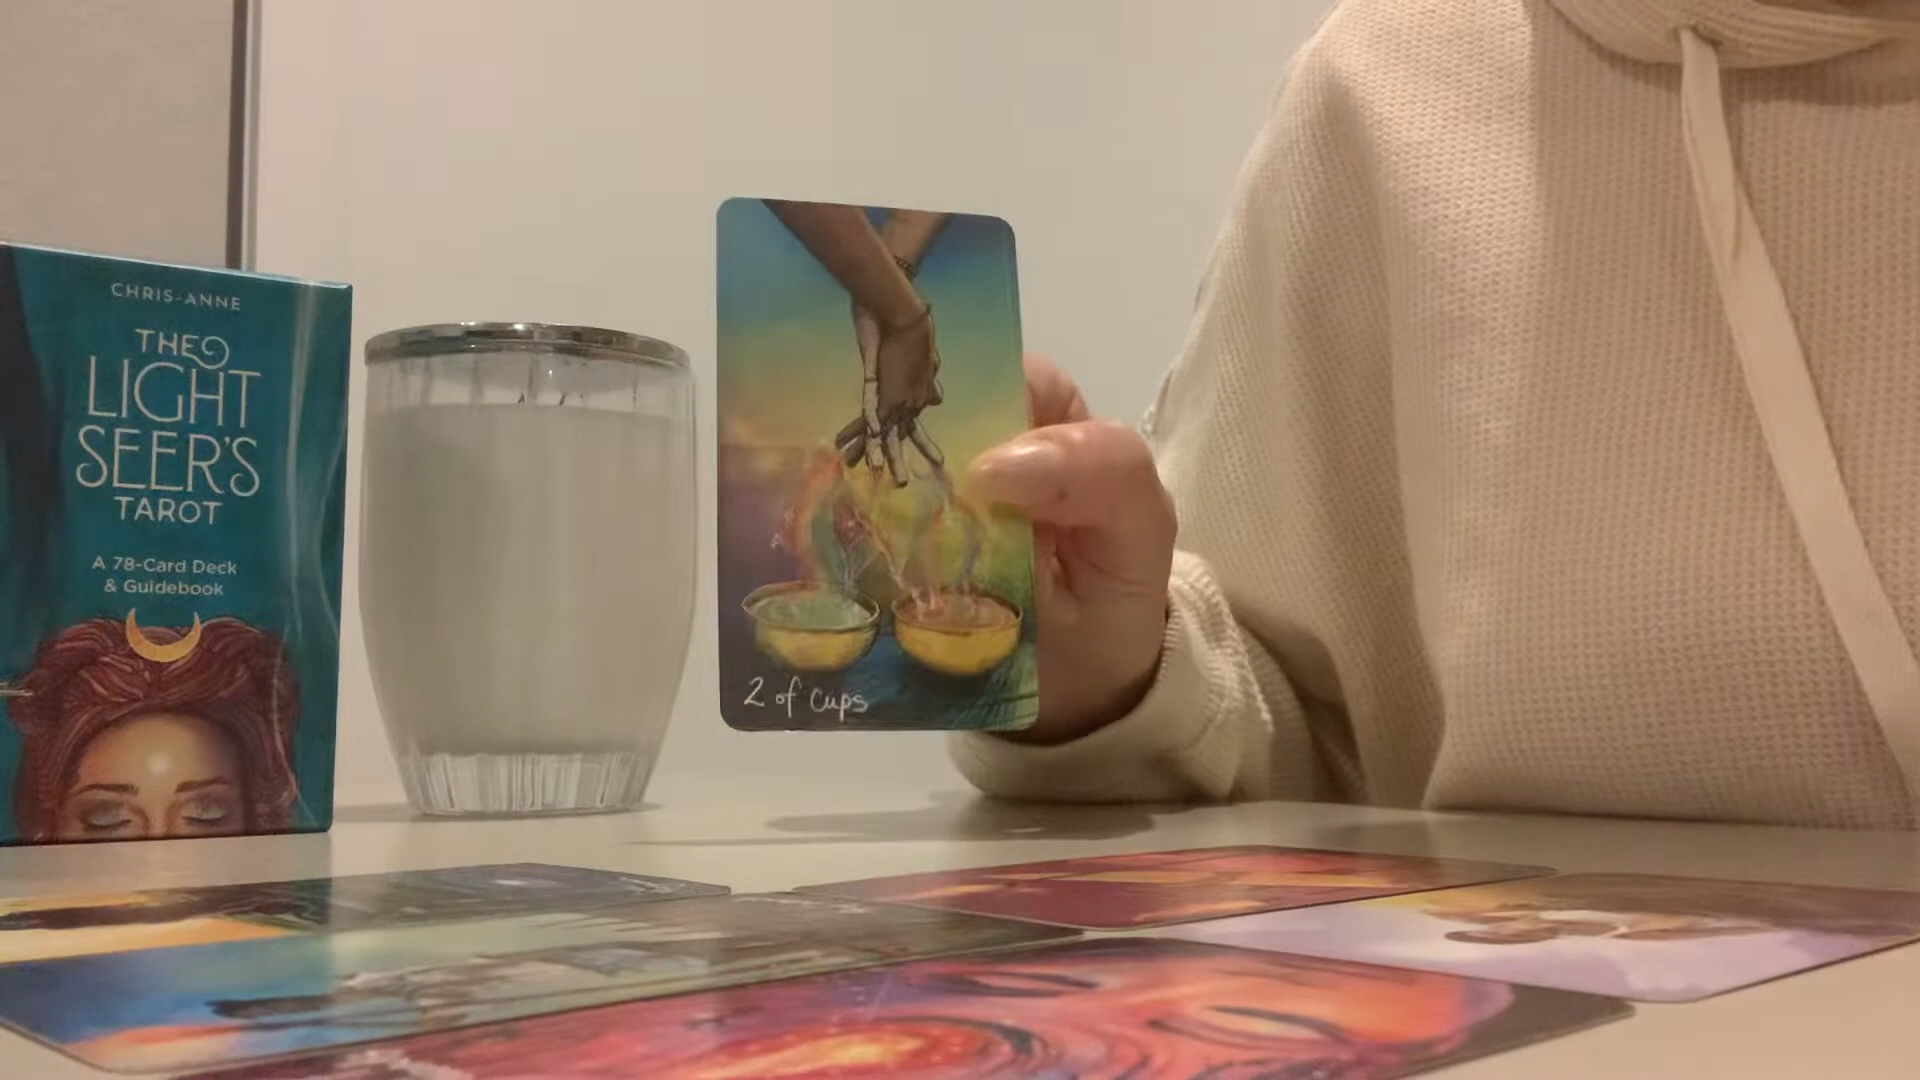 CHRIS-ANNE
THE
LIGHT
SEER'S
TAROT
A 78-Card Deck
& Guidebook
2 of cups